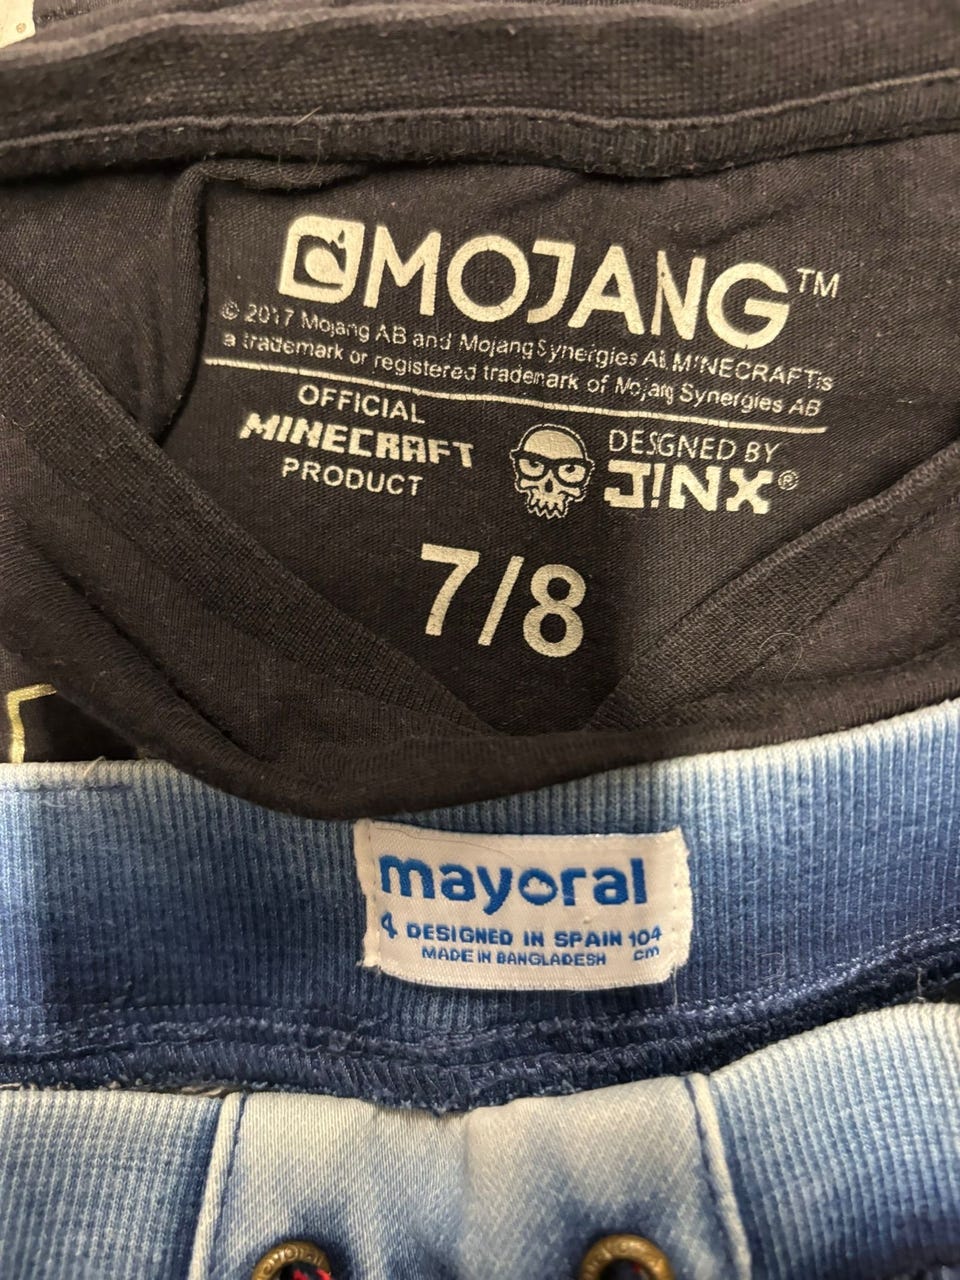 MOJANG™
© 2017 Mojang AB and Mojang Synergies AB. MINECRAFT is
a trademark or registered trademark of Mojang Synergies AB
OFFICIAL
MINECRAFT
PRODUCT
DESIGNED BY
J!NX®
7/8
mayoral
4 DESIGNED IN SPAIN 104
MADE IN BANGLADESH cm